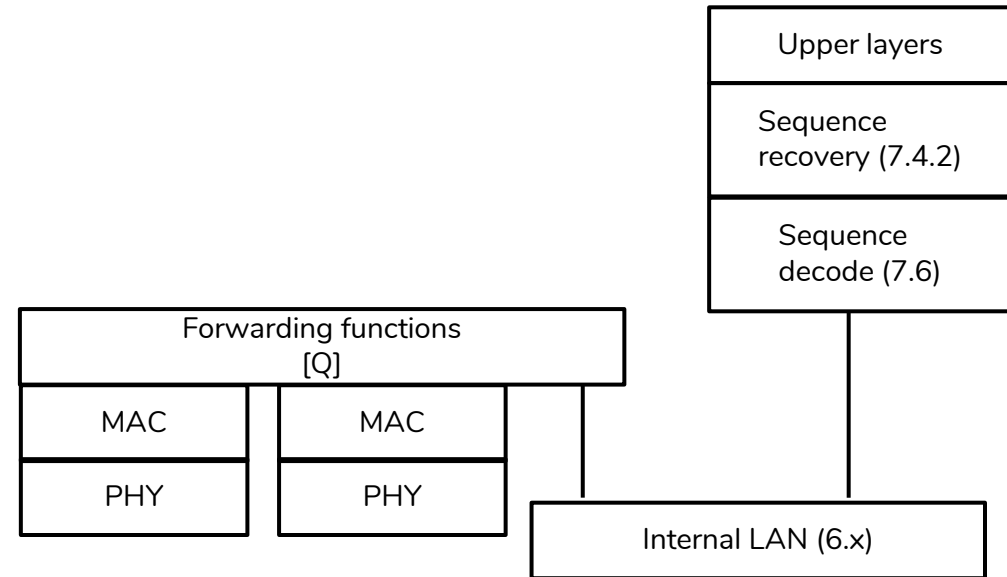 Upper layers
Sequence
recovery (7.4.2)
Sequence
decode (7.6)
Forwarding functions
[Q]
MAC
MAC
PHY
PHY
Internal LAN (6.x)